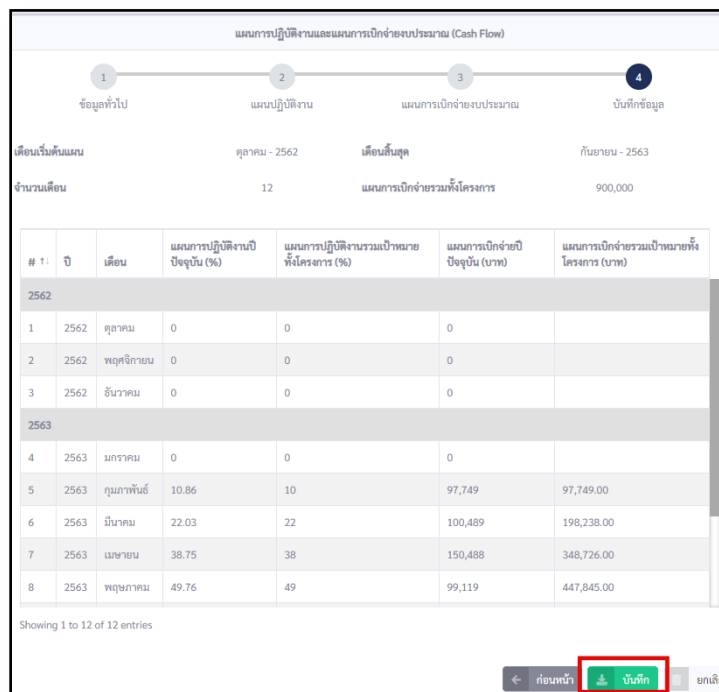 แผนการปฏิบัติงานและแผนการเบิกจ่ายงบประมาณ (Cash Flow)
1 2 3 4
ข้อมูลทั่วไป แผนปฏิบัติงาน แผนการเบิกจ่ายงบประมาณ บันทึกข้อมูล
เดือนเริ่มต้นแผน ตุลาคม - 2562 เดือนสิ้นสุด กันยายน - 2563
จำนวนเดือน 12 แผนการเบิกจ่ายรวมทั้งโครงการ 900,000
# ปี เดือน แผนการปฏิบัติงานปีปัจจุบัน (%) แผนการปฏิบัติงานรวมเป้าหมายทั้งโครงการ (%) แผนการเบิกจ่ายปีปัจจุบัน (บาท) แผนการเบิกจ่ายรวมเป้าหมายทั้งโครงการ (บาท)
2562
1 2562 ตุลาคม 0 0 0
2 2562 พฤศจิกายน 0 0 0
3 2562 ธันวาคม 0 0 0
2563
4 2563 มกราคม 0 0 0
5 2563 กุมภาพันธ์ 10.86 10 97,749 97,749.00
6 2563 มีนาคม 22.03 22 100,489 198,238.00
7 2563 เมษายน 38.75 38 150,488 348,726.00
8 2563 พฤษภาคม 49.76 49 99,119 447,845.00
Showing 1 to 12 of 12 entries
ก่อนหน้า บันทึก ยกเลิ